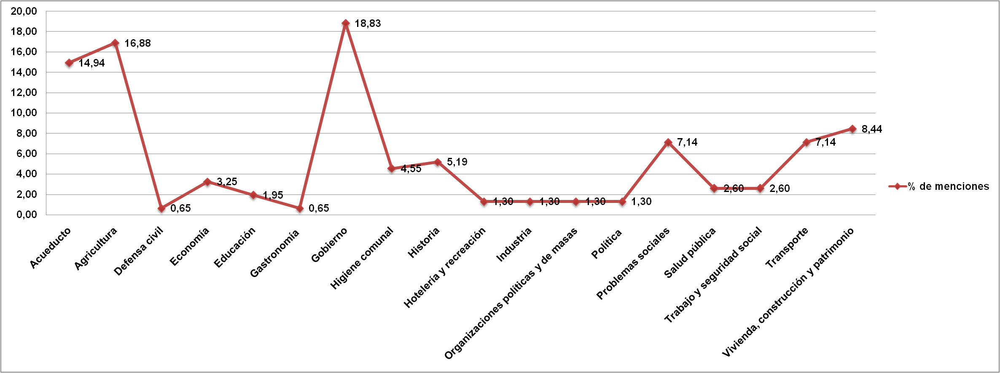 20,00
18,00
16,00
14,00
12,00
10,00
8,00
6,00
4,00
2,00
0,00
14,94
16,88
0,65
3,25
1,95
0,65
18,83
4,55
5,19
1,30
1,30
1,30
1,30
7,14
2,60
2,60
7,14
8,44
% de menciones
Acueducto
Agricultura
Defensa civil
Economía
Educación
Gastronomía
Gobierno
Higiene comunal
Historia
Hotelería y recreación
Industria
Organizaciones políticas y de masas
Política
Problemas sociales
Salud pública
Trabajo y seguridad social
Transporte
Vivienda, construcción y patrimonio